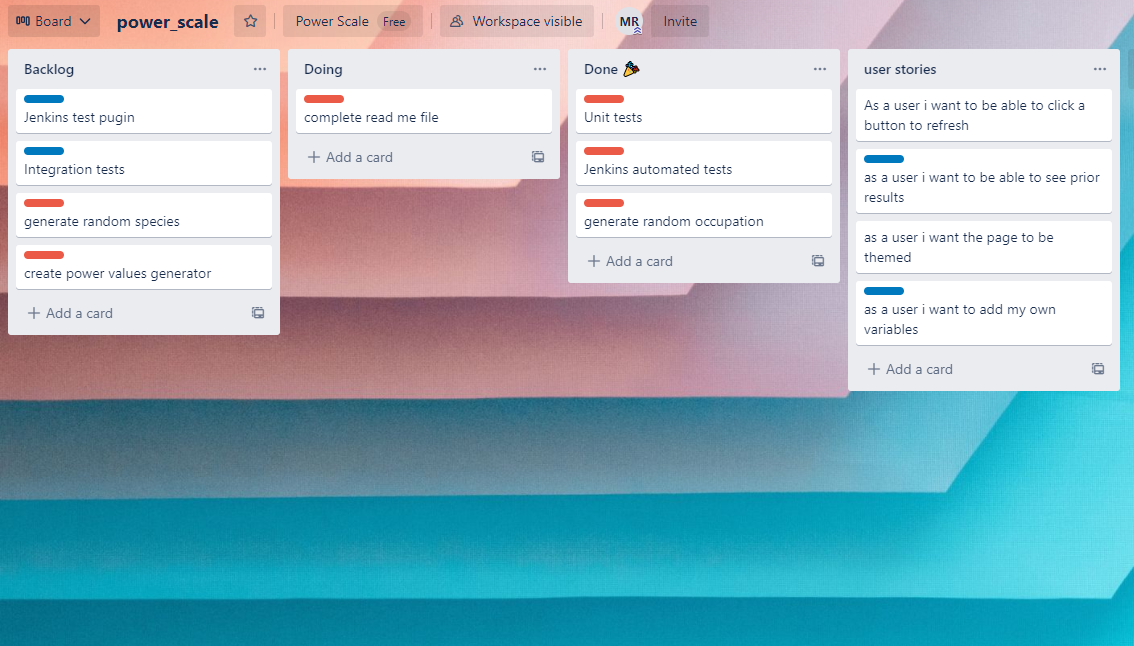 Board
power_scale
Power Scale Free
Workspace visible
MR
Invite
Backlog
Jenkins test pugin
Integration tests
generate random species
create power values generator
+ Add a card
Doing
complete read me file
+ Add a card
Done
Unit tests
Jenkins automated tests
generate random occupation
+ Add a card
user stories
As a user i want to be able to click a
button to refresh
as a user i want to be able to see prior
results
as a user i want the page to be
themed
as a user i want to add my own
variables
+ Add a card